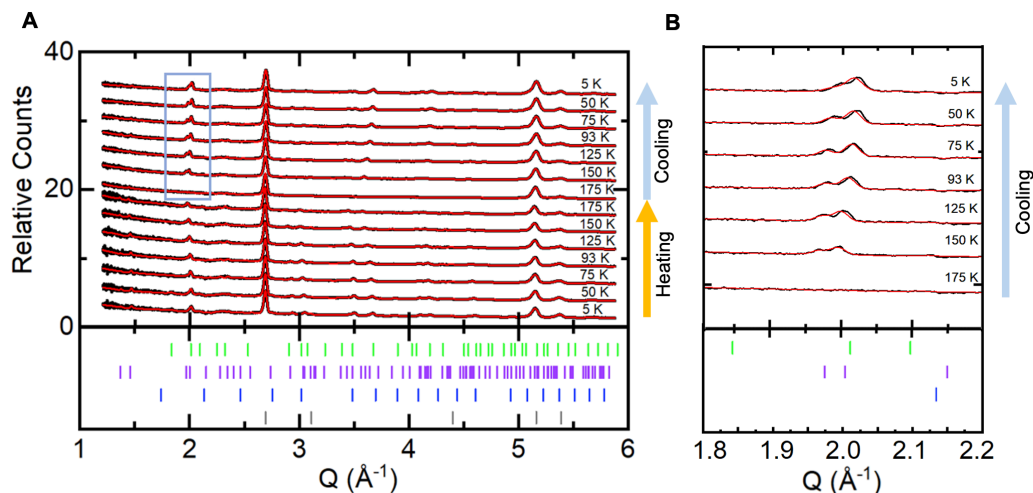 A
40
20
0
Relative Counts
5 K
50 K
75 K
93 K
125 K
150 K
175 K
175 K
150 K
125 K
93 K
75 K
50 K
5 K
Cooling
Heating
1
2
3
4
5
6
Q (Å⁻¹)
B
5 K
50 K
75 K
93 K
125 K
150 K
175 K
Cooling
1.8
1.9
2.0
2.1
2.2
Q (Å⁻¹)